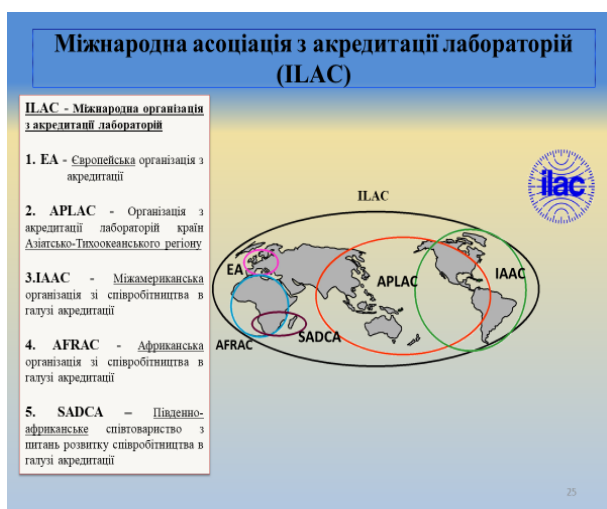 Міжнародна асоціація з акредитації лабораторій
(ILAC)
ILAC - Міжнародна організація
з акредитації лабораторій
1. EA - Європейська організація з
акредитації
2. APLAC - Організація з
акредитації лабораторій країн
Азіатсько-Тихоокеанського регіону
3.IAAC - Міжамериканська
організація зі співробітництва в
галузі акредитації
4. AFRAC - Африканська
організація зі співробітництва в
галузі акредитації
5. SADCA – Південно-
африканське співтовариство з
питань розвитку співробітництва в
галузі акредитації
ILAC
ilac
EA
APLAC
IAAC
AFRAC
SADCA
25